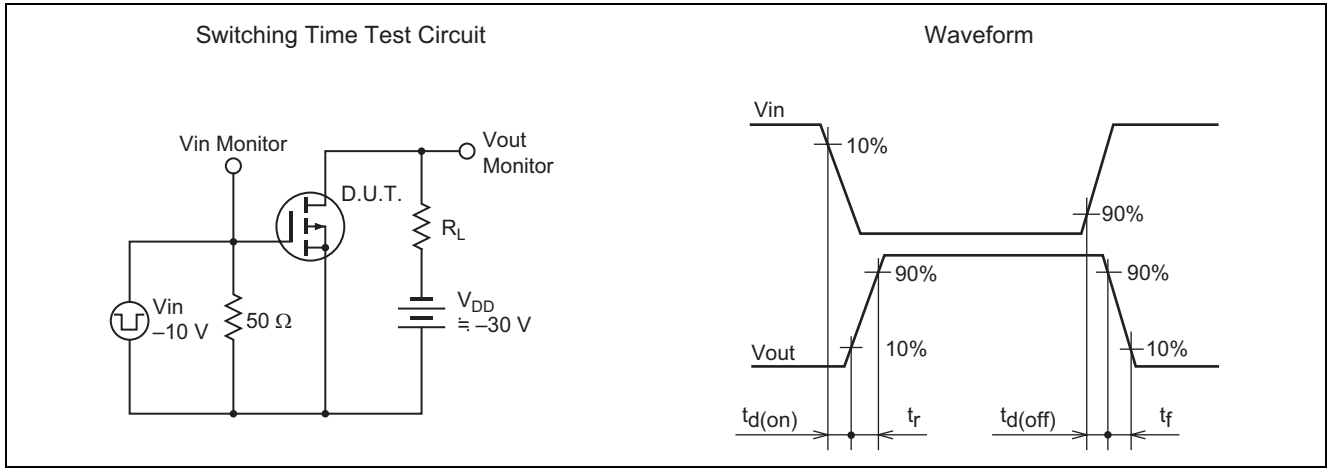 Switching Time Test Circuit
Vin Monitor
Vout
Monitor
D.U.T.
RL
Vin
–10 V
50 Ω
VDD
≒ –30 V
Waveform
Vin
10%
90%
90%
90%
Vout
10%
10%
td(on)
tr
td(off)
tf